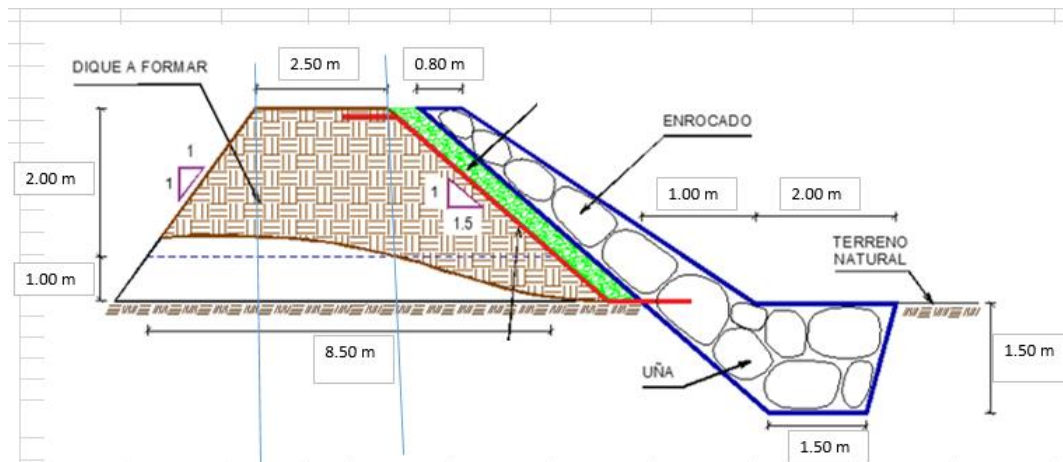 DIQUE A FORMAR
2.50 m
0.80 m
ENROCADO
1
1
2.00 m
1
1.5
1.00 m
2.00 m
TERRENO
NATURAL
1.00 m
8.50 m
UÑA
1.50 m
1.50 m